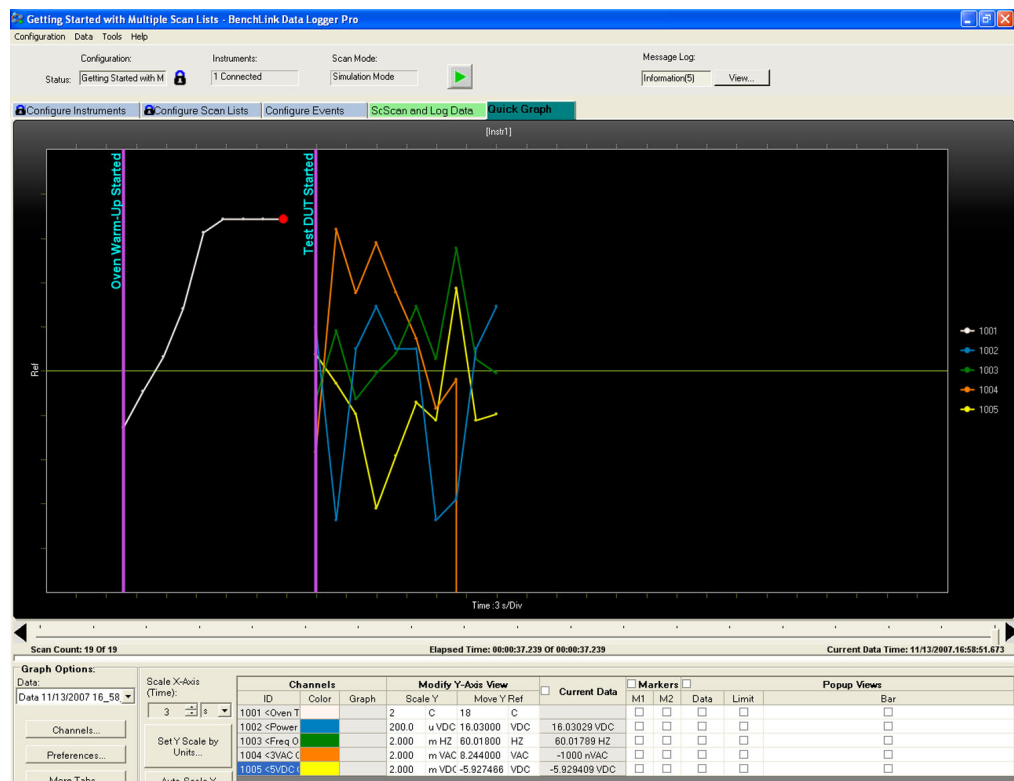 Getting Started with Multiple Scan Lists - BenchLink Data Logger Pro
Configuration Data Tools Help
Configuration: Instruments: Scan Mode: Message Log:
Status: Getting Started with M 1 Connected Simulation Mode Information(5) View...
Configure Instruments Configure Scan Lists Configure Events ScScan and Log Data Quick Graph
[Instr1]
Oven Warm-Up Started
Test DUT Started
Ref
1001
1002
1003
1004
1005
Time :3 s/Div
Scan Count: 19 Of 19 Elapsed Time: 00:00:37.239 Of 00:00:37.239 Current Data Time: 11/13/2007.16:58:51.673
Graph Options:
Data:
Data 11/13/2007 16_58_
Channels...
Preferences...
More Tabs
Scale X-Axis
(Time):
3 s
Set Y Scale by
Units...
Auto Scale Y
Channels Modify Y-Axis View Current Data Markers Popup Views
ID Color Graph Scale Y Move Y Ref M1 M2 Data Limit Bar
1001 <Oven T 2 C 18 C
1002 <Power 200.0 u VDC 16.03000 VDC 16.03029 VDC
1003 <Freq O 2.000 m HZ 60.01800 HZ 60.01789 HZ
1004 <3VAC ( 2.000 m VAC 8.244000 VAC -1000 nVAC
1005 <5VDC ( 2.000 m VDC -5.927466 VDC -5.929409 VDC